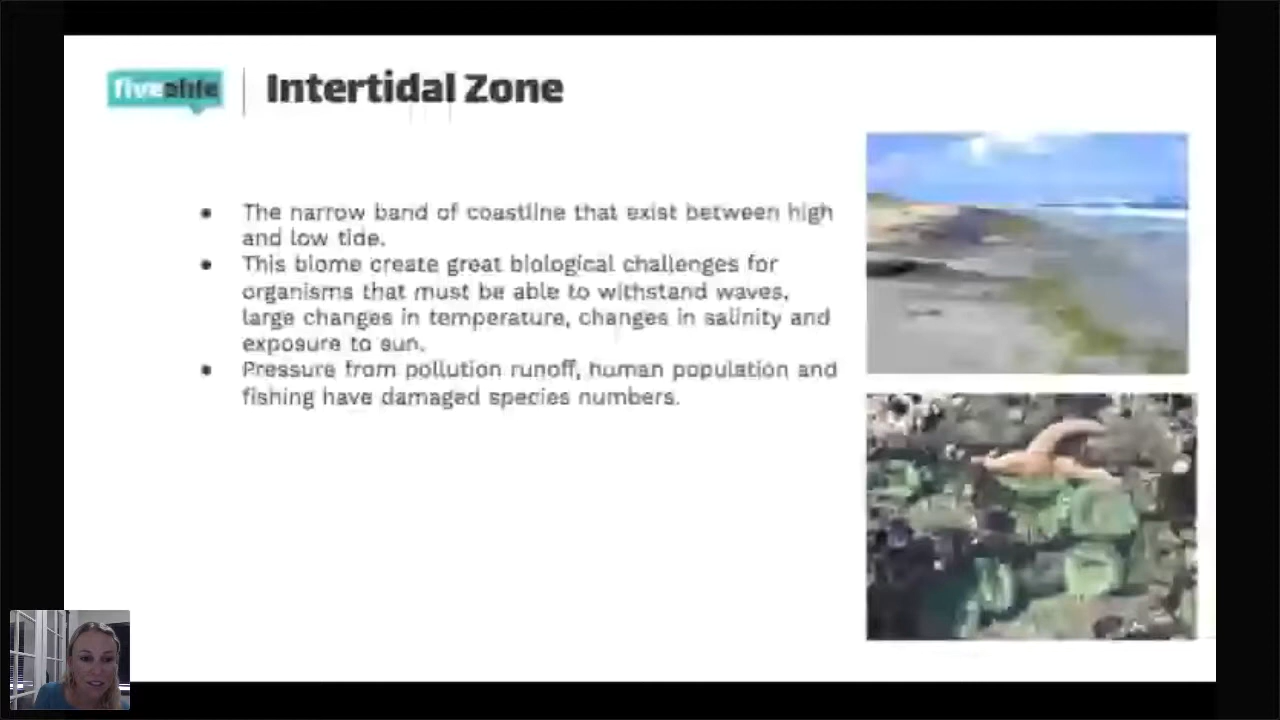 fiveable
Intertidal Zone
The narrow band of coastline that exist between high
and low tide.
This biome create great biological challenges for
organisms that must be able to withstand waves,
large changes in temperature, changes in salinity and
exposure to sun.
Pressure from pollution runoff, human population and
fishing have damaged species numbers.